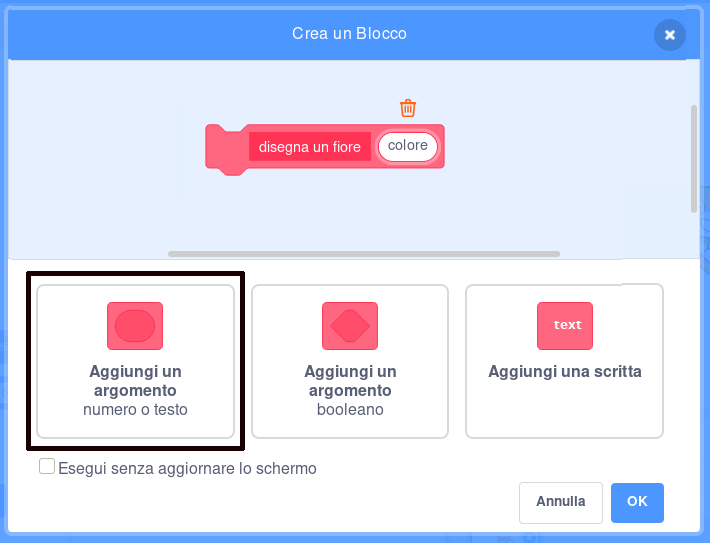 Crea un Blocco
disegna un fiore colore
text
Aggiungi un
argomento
numero o testo
Aggiungi un
argomento
booleano
Aggiungi una scritta
Esegui senza aggiornare lo schermo
Annulla OK